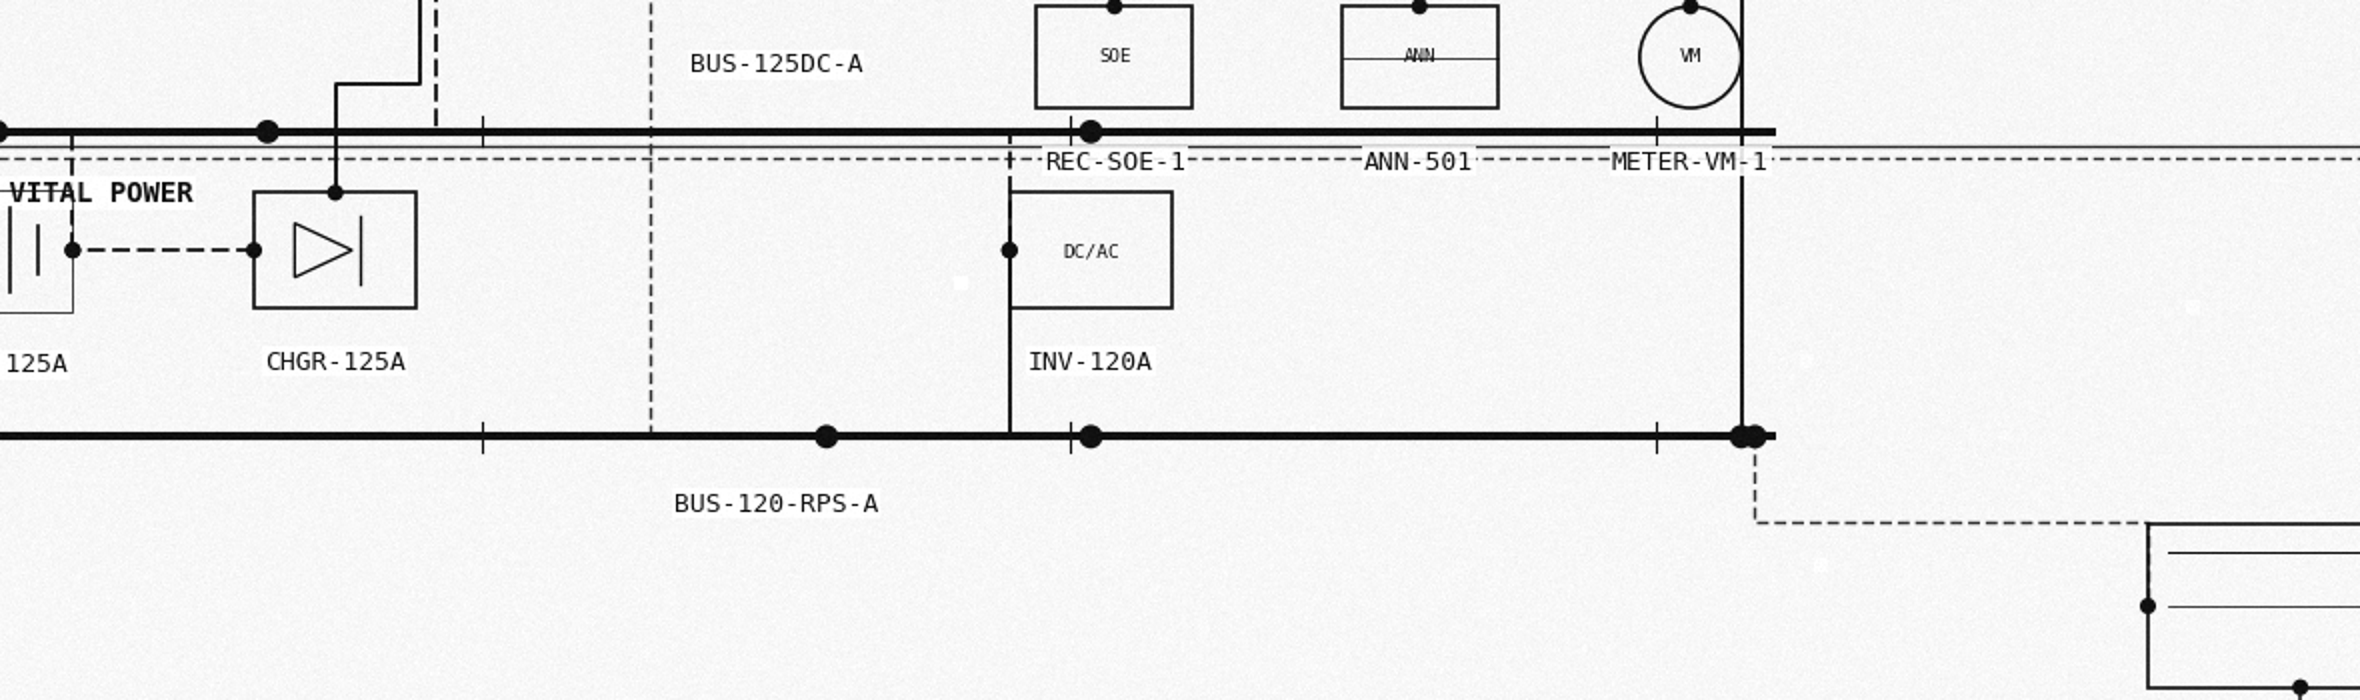 BUS-125DC-A
SOE
ANN
VM
REC-SOE-1
ANN-501
METER-VM-1
VITAL POWER
DC/AC
125A
CHGR-125A
INV-120A
BUS-120-RPS-A